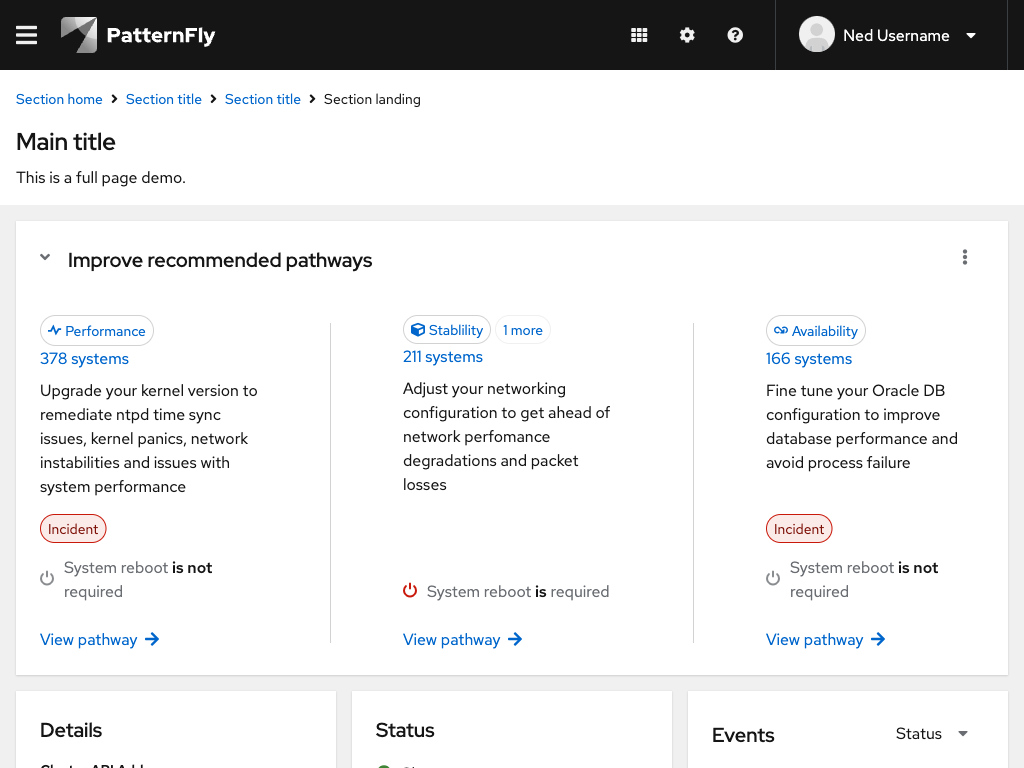 PatternFly
Ned Username
Section home Section title Section title Section landing
Main title
This is a full page demo.
Improve recommended pathways
Performance
378 systems
Upgrade your kernel version to
remediate ntpd time sync
issues, kernel panics, network
instabilities and issues with
system performance
Incident
System reboot is not
required
View pathway
Stablility 1 more
211 systems
Adjust your networking
configuration to get ahead of
network perfomance
degradations and packet
losses
System reboot is required
View pathway
Availability
166 systems
Fine tune your Oracle DB
configuration to improve
database performance and
avoid process failure
Incident
System reboot is not
required
View pathway
Details
Status
Events
Status